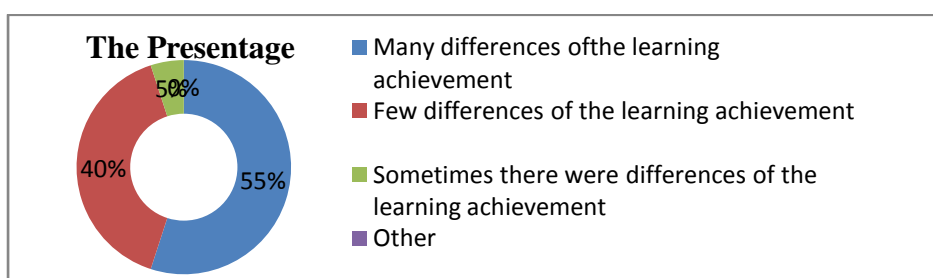 The Presentage
5%
0%
40%
55%
Many differences ofthe learning
achievement
Few differences of the learning achievement
Sometimes there were differences of the
learning achievement
Other